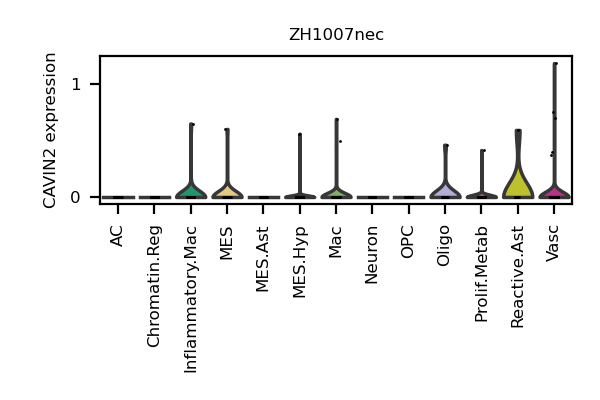 ZH1007nec
CAVIN2 expression
1
0
AC
Chromatin.Reg
Inflammatory.Mac
MES
MES.Ast
MES.Hyp
Mac
Neuron
OPC
Oligo
Prolif.Metab
Reactive.Ast
Vasc